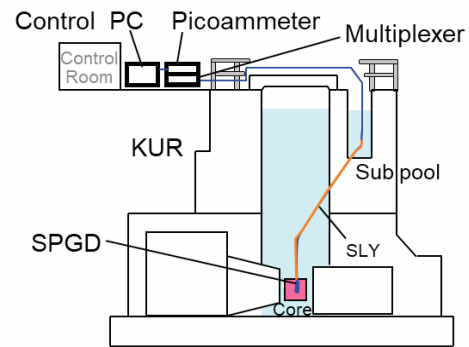 Control PC Picoammeter
Multiplexer
Control
Room
KUR
Sub pool
SLY
SPGD
Core